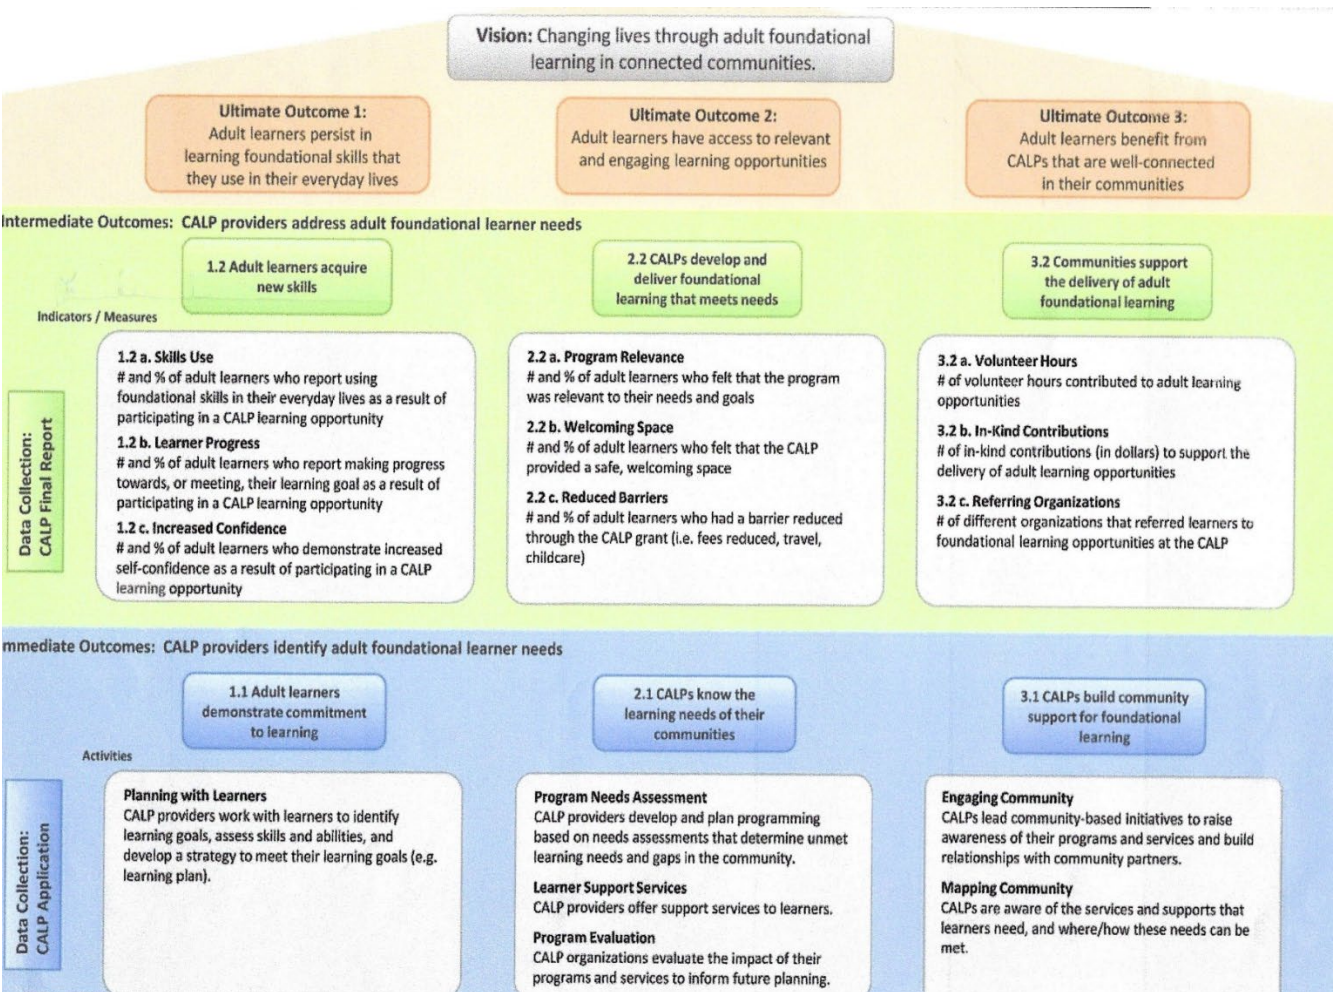 Vision: Changing lives through adult foundational
learning in connected communities.
Ultimate Outcome 1:
Adult learners persist in
learning foundational skills that
they use in their everyday lives
Ultimate Outcome 2:
Adult learners have access to relevant
and engaging learning opportunities
Ultimate Outcome 3:
Adult learners benefit from
CALPs that are well-connected
in their communities
Intermediate Outcomes: CALP providers address adult foundational learner needs
1.2 Adult learners acquire
new skills
2.2 CALPs develop and
deliver foundational
learning that meets needs
3.2 Communities support
the delivery of adult
foundational learning
Indicators / Measures
Data Collection:
CALP Final Report
1.2 a. Skills Use
# and % of adult learners who report using
foundational skills in their everyday lives as a result of
participating in a CALP learning opportunity
1.2 b. Learner Progress
# and % of adult learners who report making progress
towards, or meeting, their learning goal as a result of
participating in a CALP learning opportunity
1.2 c. Increased Confidence
# and % of adult learners who demonstrate increased
self-confidence as a result of participating in a CALP
learning opportunity
2.2 a. Program Relevance
# and % of adult learners who felt that the program
was relevant to their needs and goals
2.2 b. Welcoming Space
# and % of adult learners who felt that the CALP
provided a safe, welcoming space
2.2 c. Reduced Barriers
# and % of adult learners who had a barrier reduced
through the CALP grant (i.e. fees reduced, travel,
childcare)
3.2 a. Volunteer Hours
# of volunteer hours contributed to adult learning
opportunities
3.2 b. In-Kind Contributions
# of in-kind contributions (in dollars) to support the
delivery of adult learning opportunities
3.2 c. Referring Organizations
# of different organizations that referred learners to
foundational learning opportunities at the CALP
mmediate Outcomes: CALP providers identify adult foundational learner needs
1.1 Adult learners
demonstrate commitment
to learning
2.1 CALPs know the
learning needs of their
communities
3.1 CALPs build community
support for foundational
learning
Activities
Data Collection:
CALP Application
Planning with Learners
CALP providers work with learners to identify
learning goals, assess skills and abilities, and
develop a strategy to meet their learning goals (e.g.
learning plan).
Program Needs Assessment
CALP providers develop and plan programming
based on needs assessments that determine unmet
learning needs and gaps in the community.
Learner Support Services
CALP providers offer support services to learners.
Program Evaluation
CALP organizations evaluate the impact of their
programs and services to inform future planning.
Engaging Community
CALPs lead community-based initiatives to raise
awareness of their programs and services and build
relationships with community partners.
Mapping Community
CALPs are aware of the services and supports that
learners need, and where/how these needs can be
met.